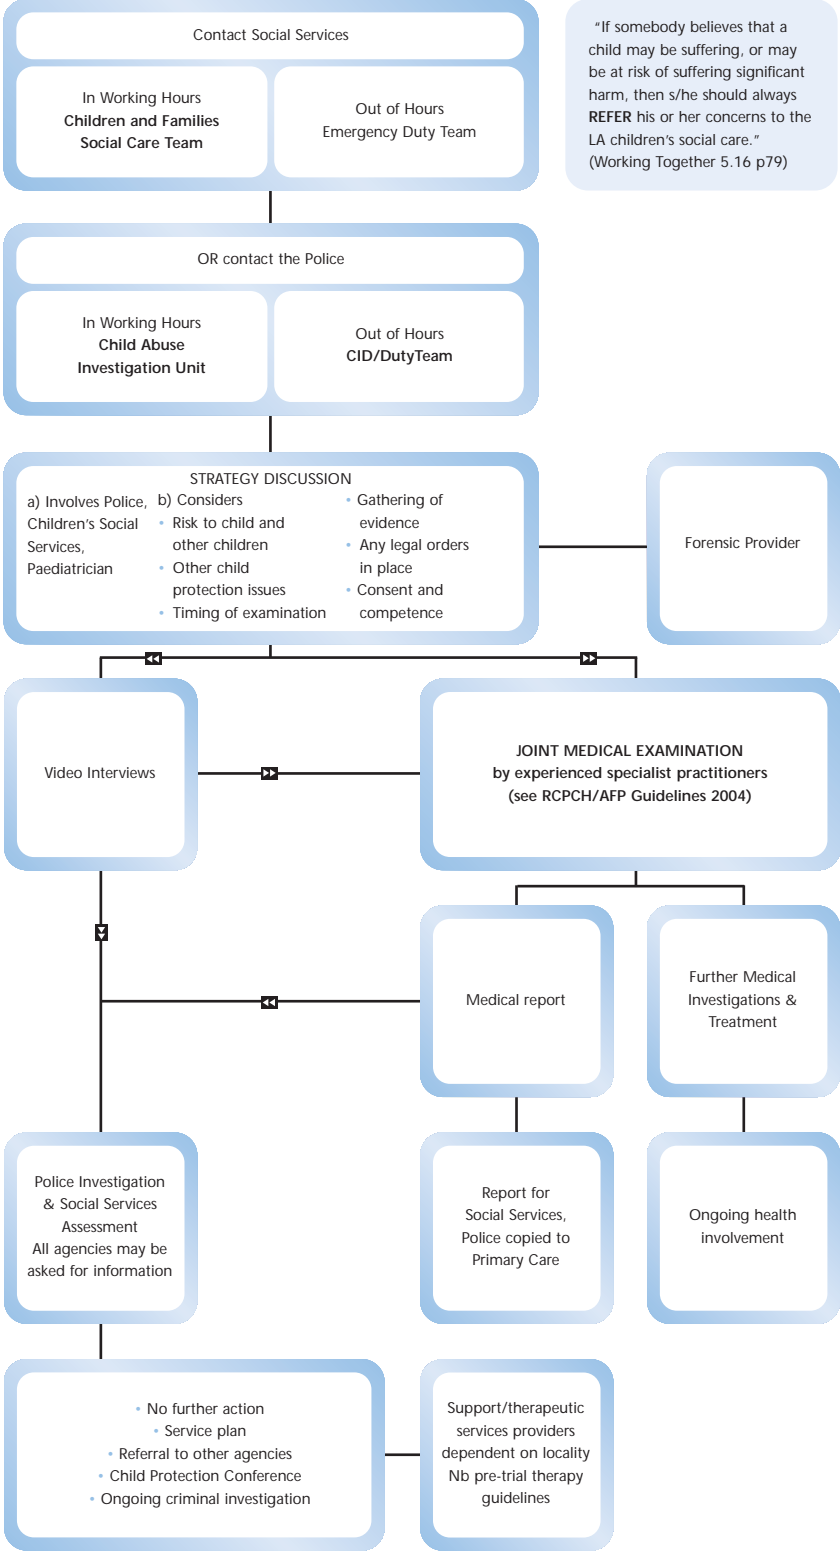 Contact Social Services
In Working Hours
Children and Families
Social Care Team
Out of Hours
Emergency Duty Team
“If somebody believes that a
child may be suffering, or may
be at risk of suffering significant
harm, then s/he should always
REFER his or her concerns to the
LA children’s social care.”
(Working Together 5.16 p79)
OR contact the Police
In Working Hours
Child Abuse
Investigation Unit
Out of Hours
CID/DutyTeam
STRATEGY DISCUSSION
a) Involves Police,
Children’s Social
Services,
Paediatrician
b) Considers
• Risk to child and
other children
• Other child
protection issues
• Timing of examination
• Gathering of
evidence
• Any legal orders
in place
• Consent and
competence
Forensic Provider
Video Interviews
JOINT MEDICAL EXAMINATION
by experienced specialist practitioners
(see RCPCH/AFP Guidelines 2004)
Medical report
Further Medical
Investigations &
Treatment
Police Investigation
& Social Services
Assessment
All agencies may be
asked for information
Report for
Social Services,
Police copied to
Primary Care
Ongoing health
involvement
• No further action
• Service plan
• Referral to other agencies
• Child Protection Conference
• Ongoing criminal investigation
Support/therapeutic
services providers
dependent on locality
Nb pre-trial therapy
guidelines